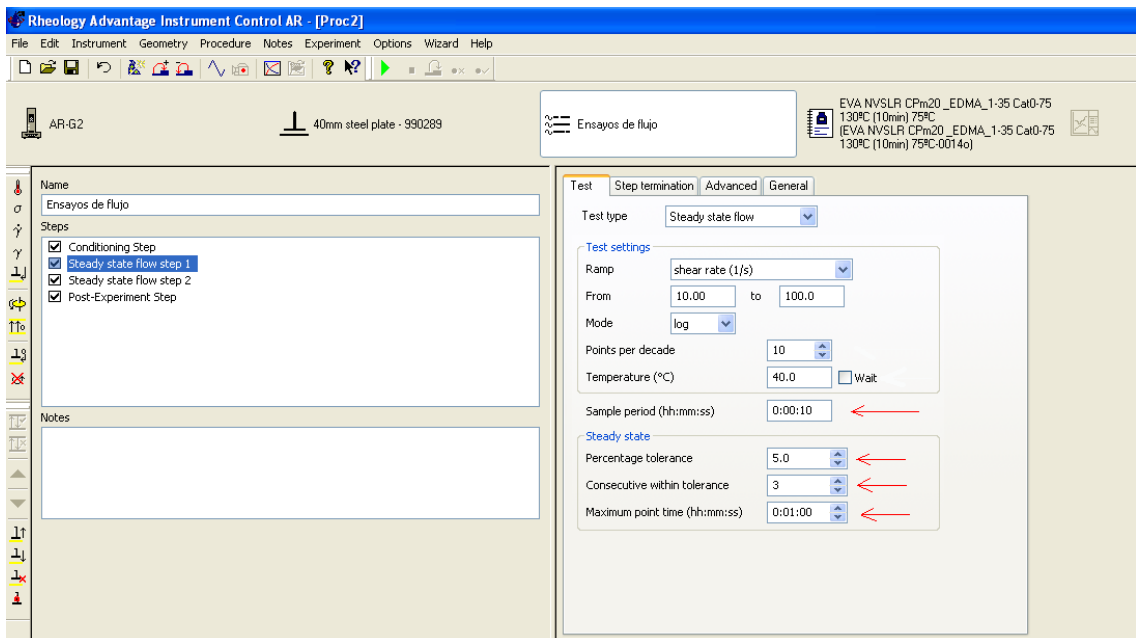 Rheology Advantage Instrument Control AR - [Proc2]
File Edit Instrument Geometry Procedure Notes Experiment Options Wizard Help
AR-G2
40mm steel plate - 990289
Ensayos de flujo
EVA NVSLR CPm20 _EDMA_1-35 Cat0-75
130ºC (10min) 75ºC
(EVA NVSLR CPm20 _EDMA_1-35 Cat0-75
130ºC (10min) 75ºC-0014o)
Name
Ensayos de flujo
Steps
Conditioning Step
Steady state flow step 1
Steady state flow step 2
Post-Experiment Step
Notes
Test Step termination Advanced General
Test type Steady state flow
Test settings
Ramp shear rate (1/s)
From 10.00 to 100.0
Mode log
Points per decade 10
Temperature (°C) 40.0 Wait
Sample period (hh:mm:ss) 0:00:10
Steady state
Percentage tolerance 5.0
Consecutive within tolerance 3
Maximum point time (hh:mm:ss) 0:01:00